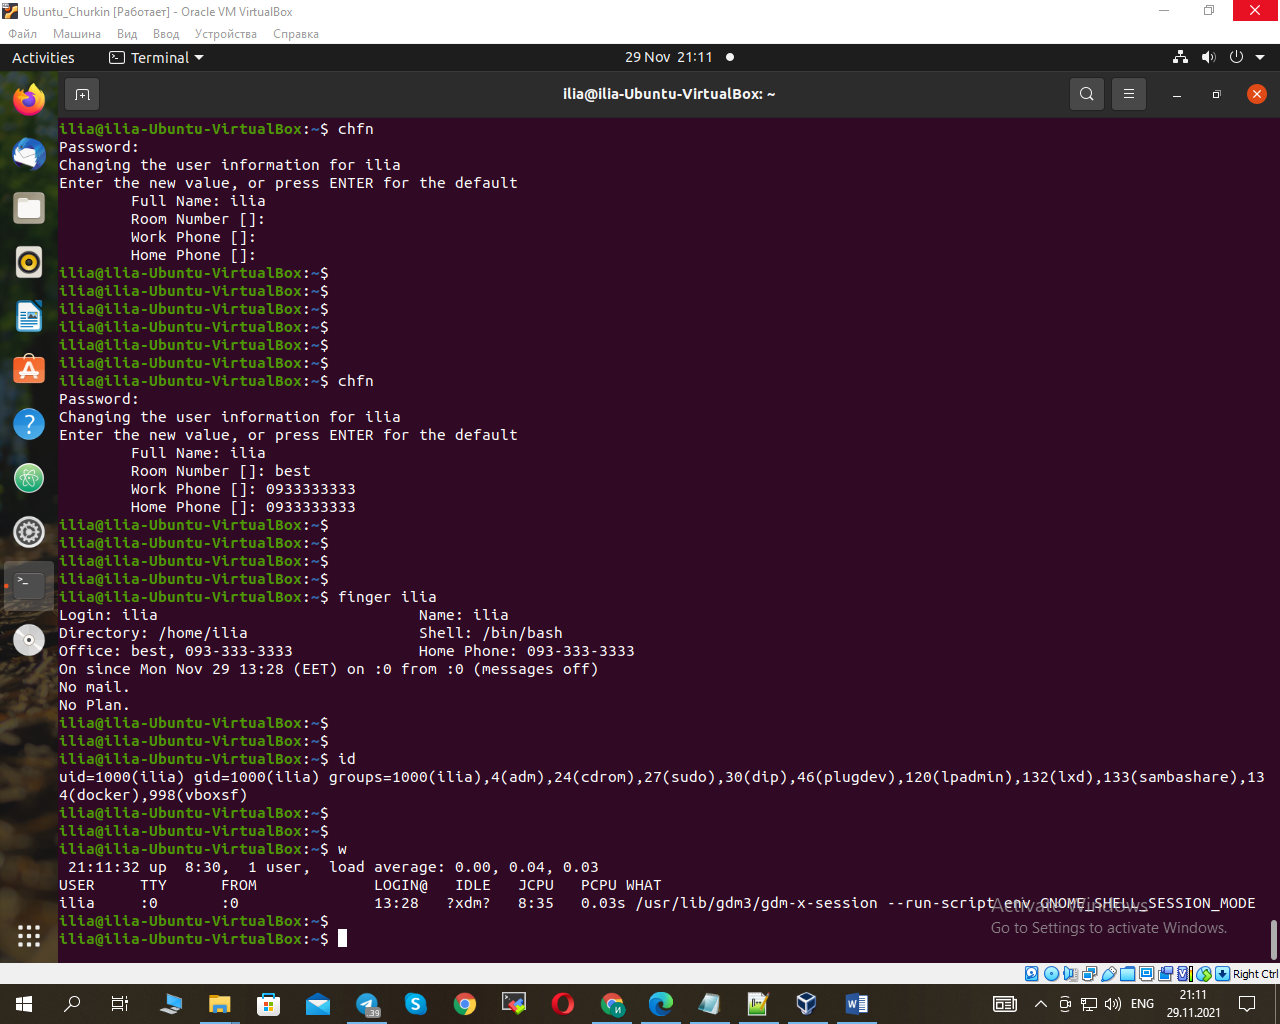 Ubuntu_Churkin [Работает] - Oracle VM VirtualBox
Файл Машина Вид Ввод Устройства Справка
Activities Terminal 29 Nov 21:11
ilia@ilia-Ubuntu-VirtualBox: ~
ilia@ilia-Ubuntu-VirtualBox:~$ chfn
Password:
Changing the user information for ilia
Enter the new value, or press ENTER for the default
Full Name: ilia
Room Number []:
Work Phone []:
Home Phone []:
ilia@ilia-Ubuntu-VirtualBox:~$
ilia@ilia-Ubuntu-VirtualBox:~$
ilia@ilia-Ubuntu-VirtualBox:~$
ilia@ilia-Ubuntu-VirtualBox:~$
ilia@ilia-Ubuntu-VirtualBox:~$
ilia@ilia-Ubuntu-VirtualBox:~$
ilia@ilia-Ubuntu-VirtualBox:~$ chfn
Password:
Changing the user information for ilia
Enter the new value, or press ENTER for the default
Full Name: ilia
Room Number []: best
Work Phone []: 0933333333
Home Phone []: 0933333333
ilia@ilia-Ubuntu-VirtualBox:~$
ilia@ilia-Ubuntu-VirtualBox:~$
ilia@ilia-Ubuntu-VirtualBox:~$
ilia@ilia-Ubuntu-VirtualBox:~$
ilia@ilia-Ubuntu-VirtualBox:~$ finger ilia
Login: ilia Name: ilia
Directory: /home/ilia Shell: /bin/bash
Office: best, 093-333-3333 Home Phone: 093-333-3333
On since Mon Nov 29 13:28 (EET) on :0 from :0 (messages off)
No mail.
No Plan.
ilia@ilia-Ubuntu-VirtualBox:~$
ilia@ilia-Ubuntu-VirtualBox:~$
ilia@ilia-Ubuntu-VirtualBox:~$ id
uid=1000(ilia) gid=1000(ilia) groups=1000(ilia),4(adm),24(cdrom),27(sudo),30(dip),46(plugdev),120(lpadmin),132(lxd),133(sambashare),13
4(docker),998(vboxsf)
ilia@ilia-Ubuntu-VirtualBox:~$
ilia@ilia-Ubuntu-VirtualBox:~$
ilia@ilia-Ubuntu-VirtualBox:~$ w
21:11:32 up 8:30, 1 user, load average: 0.00, 0.04, 0.03
USER TTY FROM LOGIN@ IDLE JCPU PCPU WHAT
ilia :0 :0 13:28 ?xdm? 8:35 0.03s /usr/lib/gdm3/gdm-x-session --run-script env GNOME_SHELL_SESSION_MODE
ilia@ilia-Ubuntu-VirtualBox:~$
ilia@ilia-Ubuntu-VirtualBox:~$
Activate Windows
Go to Settings to activate Windows.
Right Ctrl
.39
ENG
21:11
29.11.2021